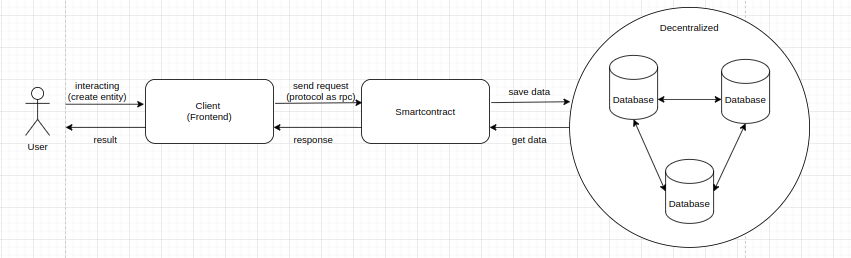 Decentralized
interacting
(create entity)
Client
(Frontend)
send request
(protocol as rpc)
Smartcontract
save data
Database
Database
User
result
response
get data
Database